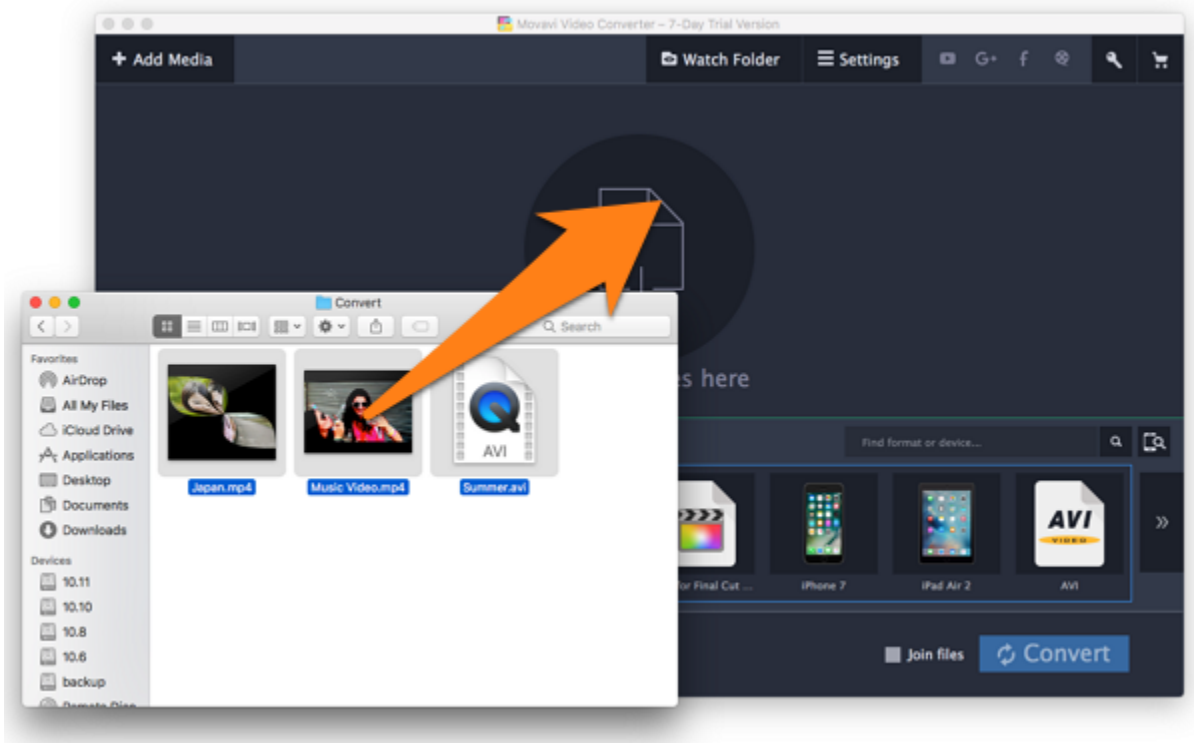 Movavi Video Converter – 7-Day Trial Version
+ Add Media
Watch Folder
Settings
G+
f
Convert
Search
Favorites
AirDrop
All My Files
iCloud Drive
Applications
Desktop
Documents
Downloads
Devices
10.11
10.10
10.8
10.6
backup
Remote Disc
AVI
Japan.mp4
Music Video.mp4
Summer.avi
here
Find format or device...
AVI
VIDEO
for Final Cut ...
iPhone 7
iPad Air 2
AVI
Join files
Convert